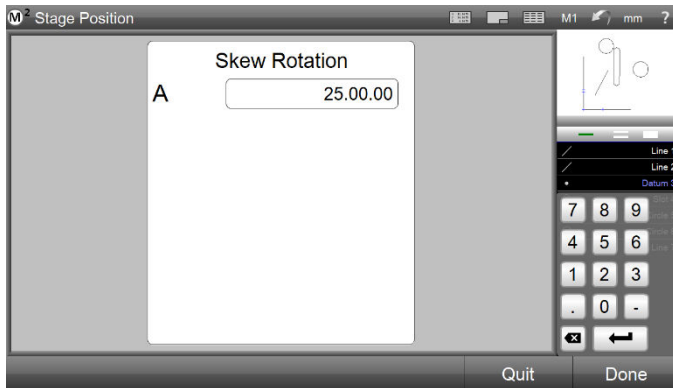 M² Stage Position
M1 mm ?
Skew Rotation
A 25.00.00
Line
Line 2
Datum 3
7 8 9
4 5 6
1 2 3
. 0 -
Quit Done